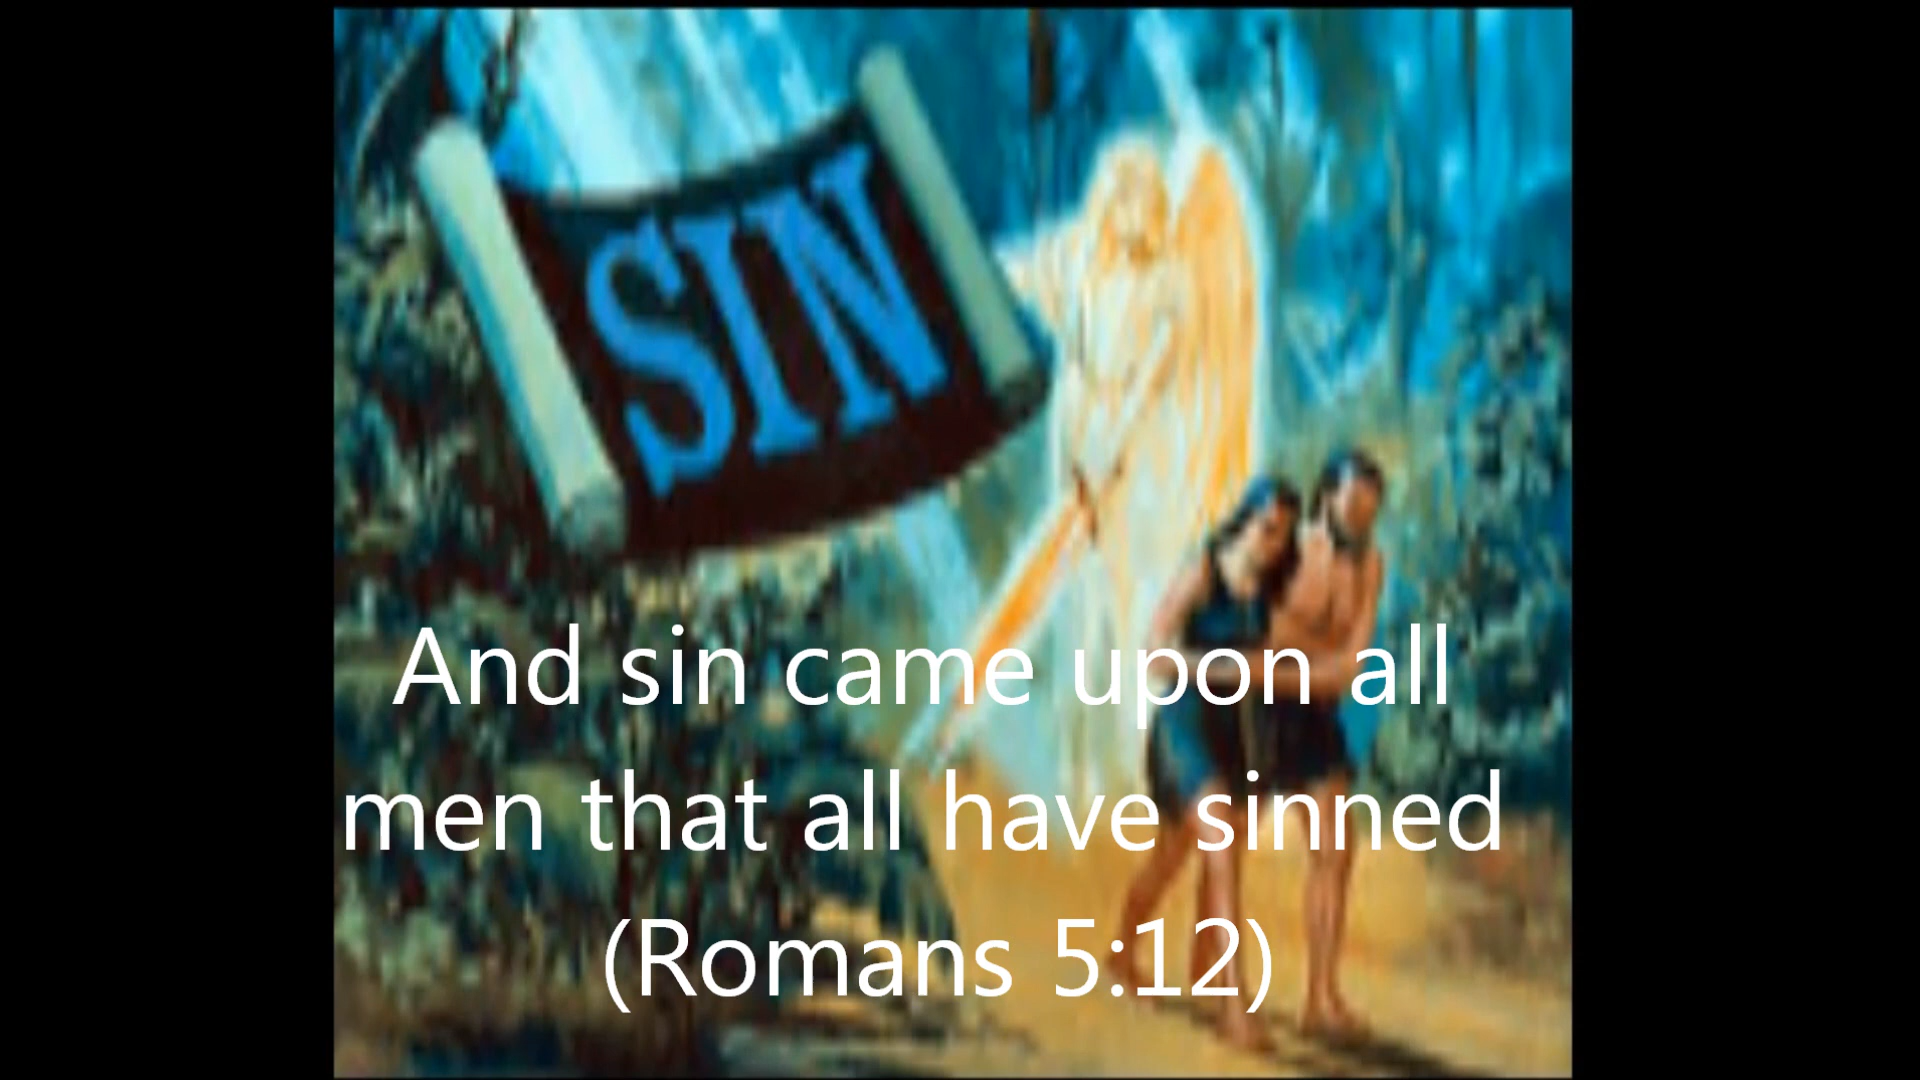 SIN
And sin came upon all
men that all have sinned
(Romans 5:12)